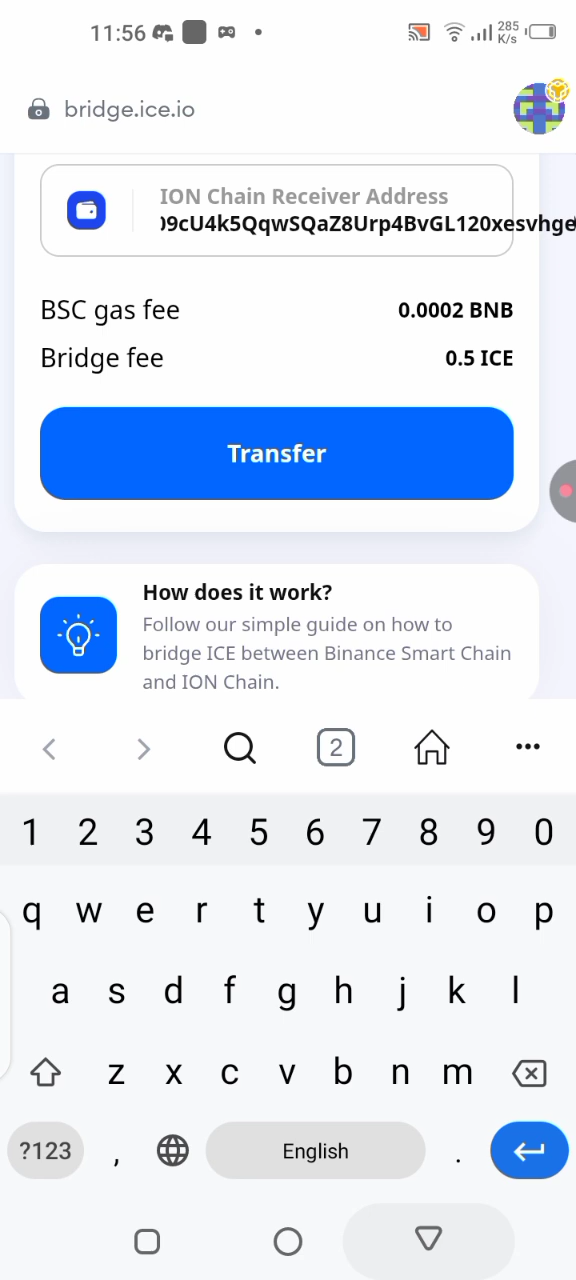 11:56 285 K/s
bridge.ice.io
ION Chain Receiver Address
9cU4k5QqwSQaZ8Urp4BvGL120xesvhge
BSC gas fee 0.0002 BNB
Bridge fee 0.5 ICE
Transfer
How does it work?
Follow our simple guide on how to
bridge ICE between Binance Smart Chain
and ION Chain.
2
1 2 3 4 5 6 7 8 9 0
q w e r t y u i o p
a s d f g h j k l
z x c v b n m
?123 , English .